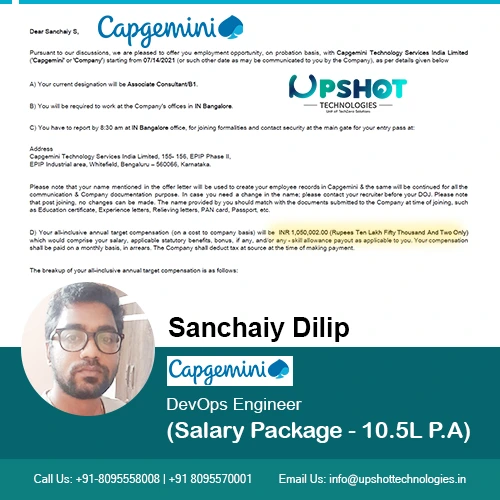 Capgemini
Dear Sanchaiy S,
Pursuant to our discussions, we are pleased to offer you employment opportunity, on probation basis, with Capgemini Technology Services India Limited
('Capgemini' or 'Company') starting from 07/14/2021 (or such other date as may be communicated to you by the Company), as per details given below
A) Your current designation will be Associate Consultant/B1.
UPSHOT
TECHNOLOGIES
Unit of TechZaro Solutions
B) You will be required to work at the Company's offices in IN Bangalore.
C) You have to report by 8:30 am at IN Bangalore office, for joining formalities and contact security at the main gate for your entry pass at:
Address
Capgemini Technology Services India Limited, 155- 156, EPIP Phase II,
EPIP Industrial area, Whitefield, Bengaluru – 560066, Karnataka.
Please note that your name mentioned in the offer letter will be used to create your employee records in Capgemini & the same will be continued for all the
communication & Company documentation purpose. In case you need a change in the name; please contact your recruiter before your DOJ. Please note
that post joining, no changes can be made. The name provided by you should match with the documents submitted to the Company at time of joining, such
as Education certificate, Experience letters, Relieving letters, PAN card, Passport, etc.
D) Your all-inclusive annual target compensation (on a cost to company basis) will be INR 1,050,002.00 (Rupees Ten Lakh Fifty Thousand And Two Only)
which would comprise your salary, applicable statutory benefits, bonus, if any, and/or any - skill allowance payout as applicable to you. Your compensation
shall be paid on a monthly basis, in arrears. The Company shall deduct tax at source at the time of making payment.
The breakup of your all-inclusive annual target compensation is as follows:
Sanchaiy Dilip
Capgemini
DevOps Engineer
(Salary Package - 10.5L P.A)
Call Us: +91-8095558008 | +91 8095570001
Email Us: info@upshottechnologies.in